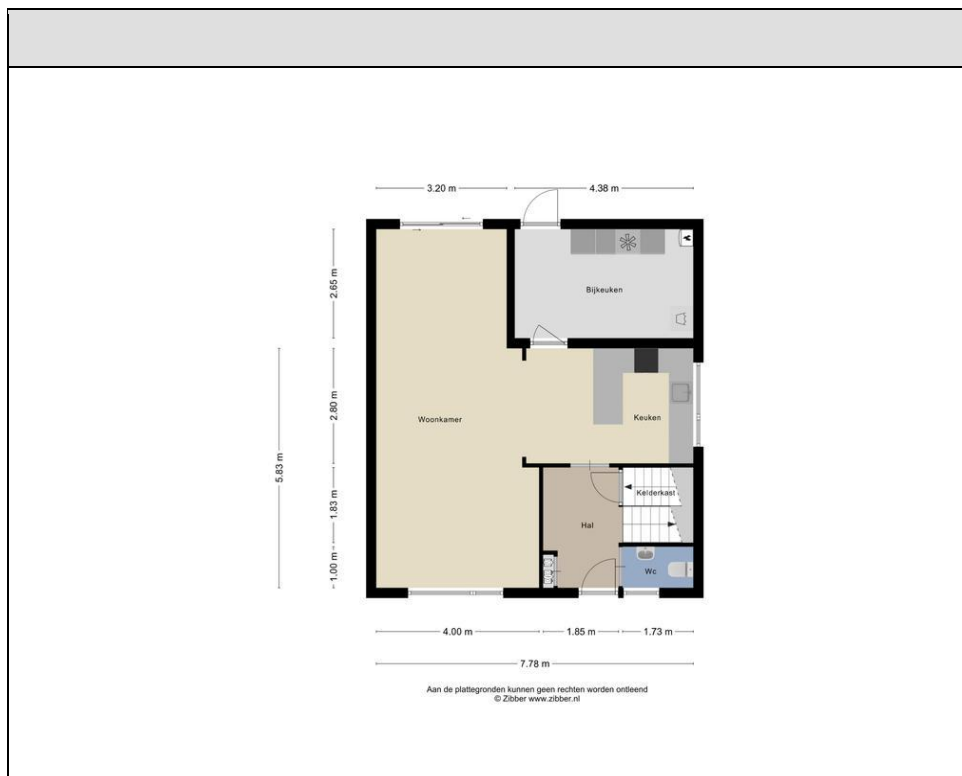 3.20 m
4.38 m
2.65 m
Bijkeuken
2.80 m
Woonkamer
Keuken
5.83 m
1.83 m
Kelderkast
Hal
1.00 m
Wc
4.00 m
1.85 m
1.73 m
7.78 m
Aan de plattegronden kunnen geen rechten worden ontleend
© Zibber www.zibber.nl